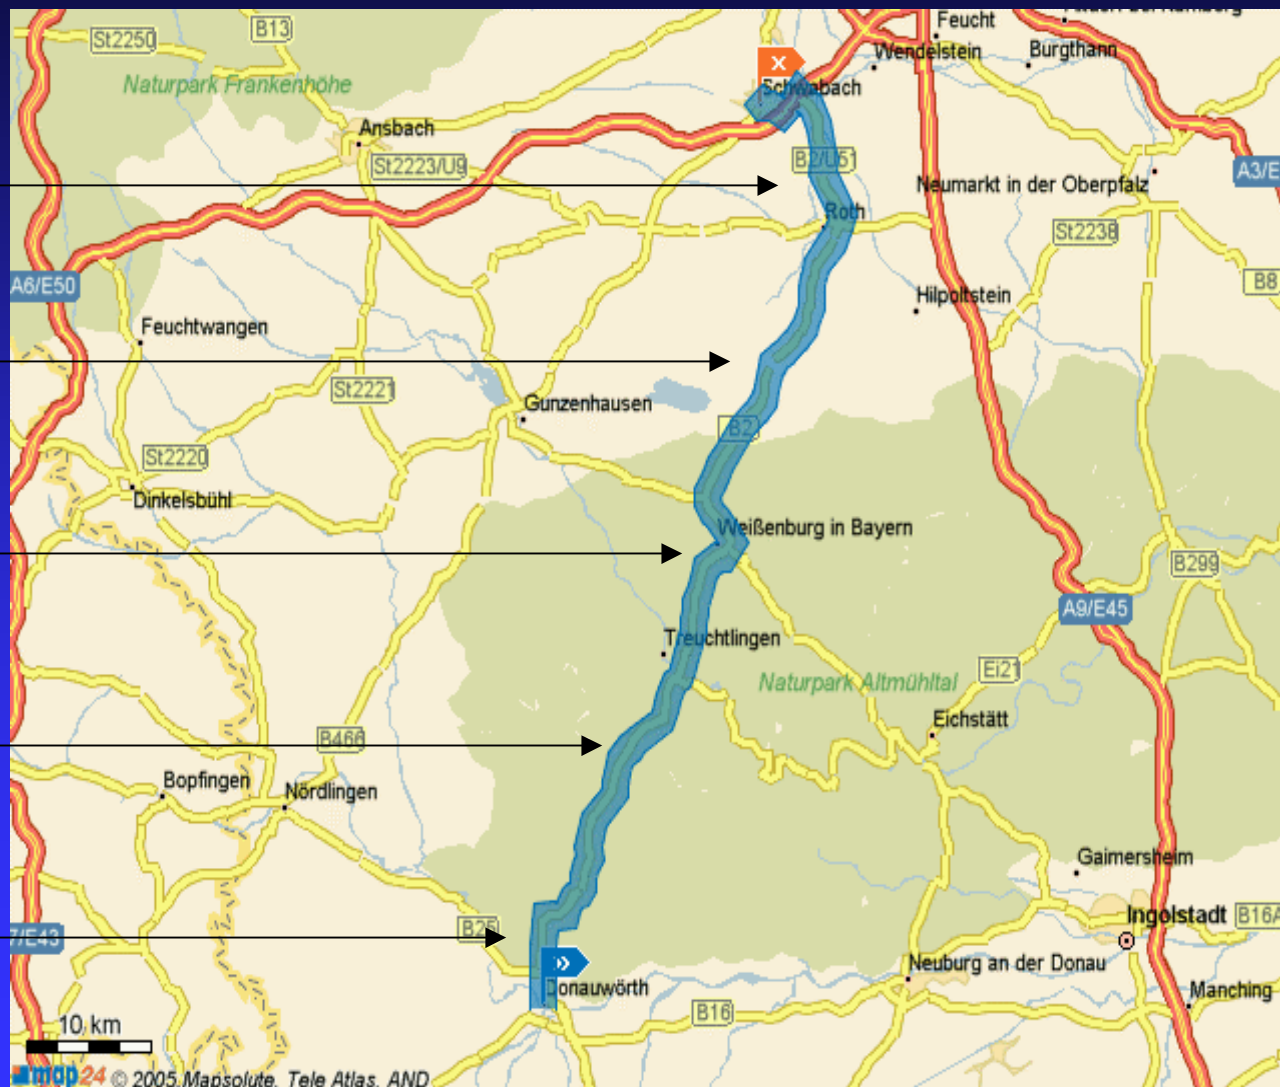 Feucht
B13
St2250
Wendelstein
Burgthann
Naturpark Frankenhöhe
Schwabach
Ansbach
St2223/U9
B2/U51
A3/E
Neumarkt in der Oberpfalz
Roth
St2238
B8
A6/E50
Hilpoltstein
Feuchtwangen
St2221
Gunzenhausen
B2
St2220
Dinkelsbühl
Weißenburg in Bayern
B299
A9/E45
Treuchtlingen
Ei21
Naturpark Altmühltal
Eichstätt
B466
Bopfingen
Nördlingen
Gaimersheim
Ingolstadt
B16A
B25
7/E43
Neuburg an der Donau
Donauwörth
Manching
B16
10 km
map24 © 2005 Mapsolute, Tele Atlas, AND